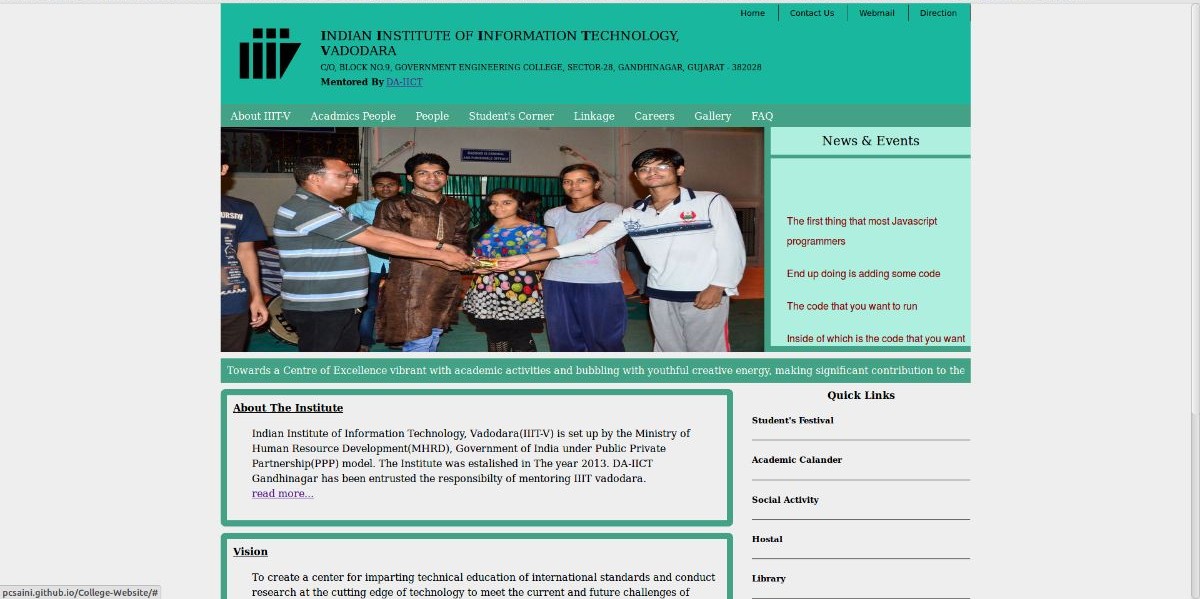 Home Contact Us Webmail Direction
INDIAN INSTITUTE OF INFORMATION TECHNOLOGY,
VADODARA
C/O, BLOCK NO.9, GOVERNMENT ENGINEERING COLLEGE, SECTOR-28, GANDHINAGAR, GUJARAT - 382028
Mentored By DA-IICT
About IIIT-V Acadmics People People Student's Corner Linkage Careers Gallery FAQ
News & Events
The first thing that most Javascript
programmers
End up doing is adding some code
The code that you want to run
Inside of which is the code that you want
Towards a Centre of Excellence vibrant with academic activities and bubbling with youthful creative energy, making significant contribution to the
About The Institute
Indian Institute of Information Technology, Vadodara(IIIT-V) is set up by the Ministry of
Human Resource Development(MHRD), Government of India under Public Private
Partnership(PPP) model. The Institute was estalished in The year 2013. DA-IICT
Gandhinagar has been entrusted the responsibilty of mentoring IIIT vadodara.
read more...
Vision
To create a center for imparting technical education of international standards and conduct
research at the cutting edge of technology to meet the current and future challenges of
Quick Links
Student's Festival
Academic Calander
Social Activity
Hostal
Library
pcsaini.github.io/College-Website/#